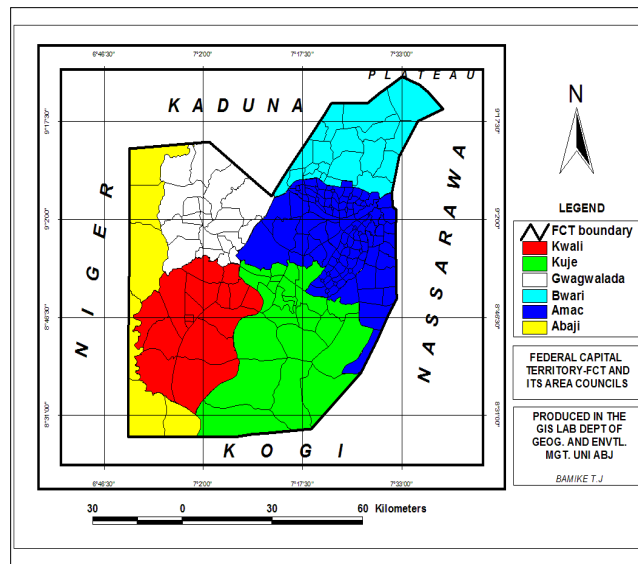 6°46'30" 7°2'00" 7°17'30" 7°33'00"
PLATEAU
KADUNA
N
9°17'30" 9°17'30"
NIGER
NASSARAWA
9°2'00" 9°2'00"
LEGEND
FCT boundary
Kwali
Kuje
Gwagwalada
Bwari
Amac
Abaji
8°46'30" 8°46'30"
FEDERAL CAPITAL
TERRITORY-FCT AND
ITS AREA COUNCILS
8°31'00" 8°31'00"
KOGI
PRODUCED IN THE
GIS LAB DEPT OF
GEOG. AND ENVTL.
MGT. UNI ABJ
BAMIKE T.J
6°46'30" 7°2'00" 7°17'30" 7°33'00"
30 0 30 60 Kilometers